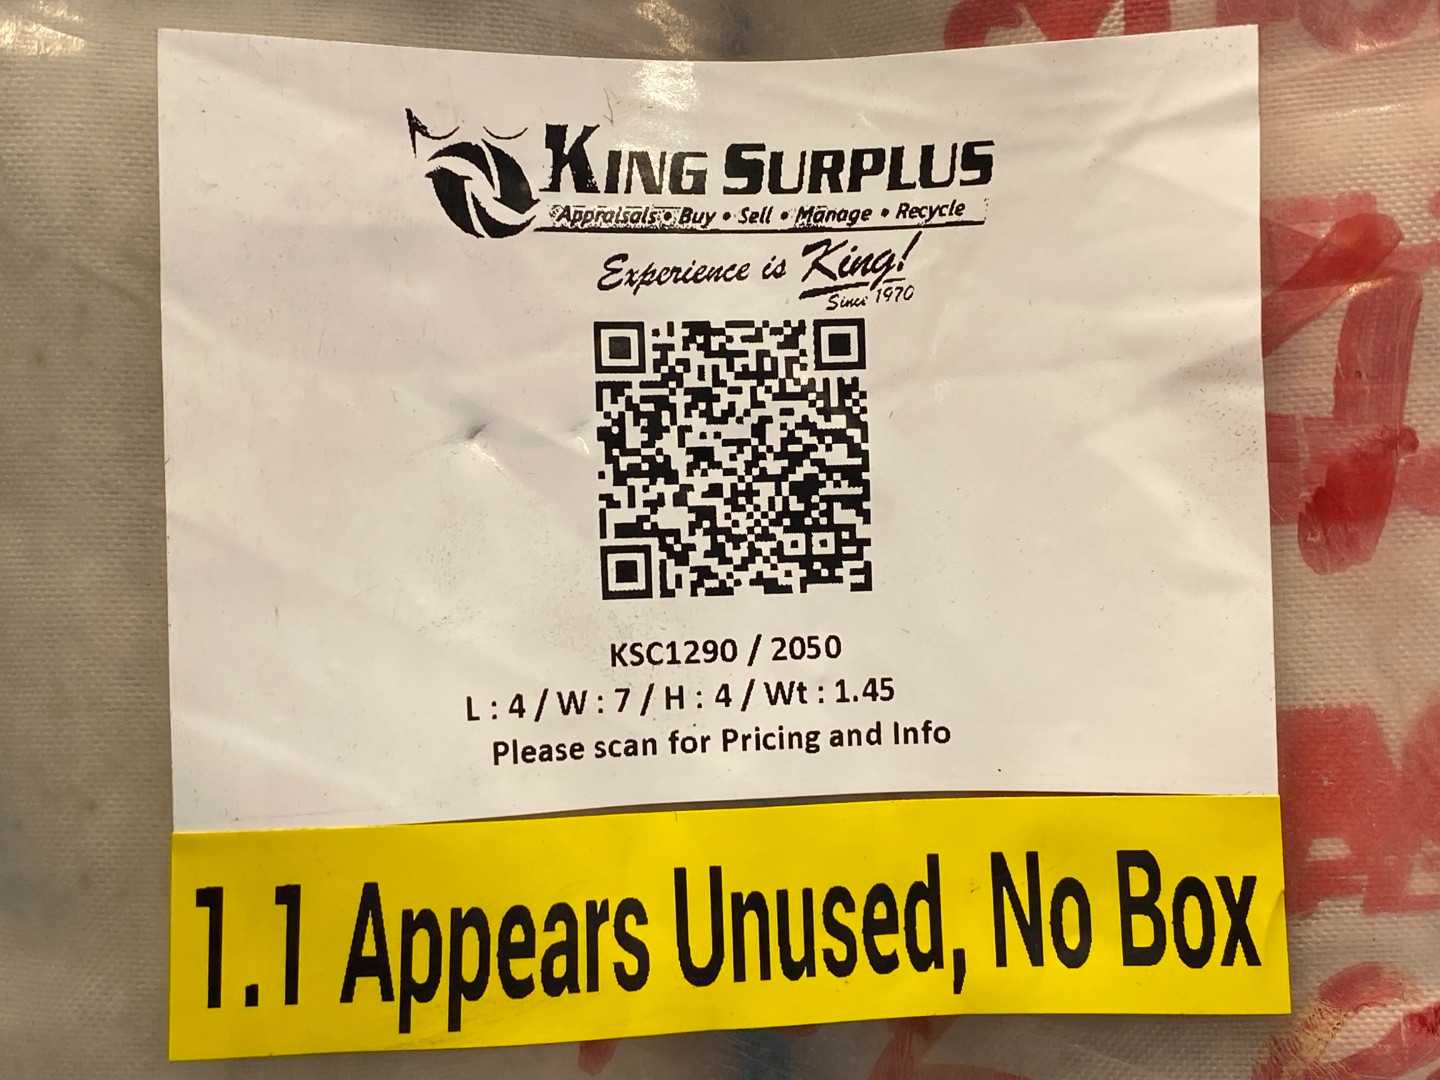 KING SURPLUS
Appraisals • Buy • Sell • Manage • Recycle
Experience is King!
Since 1970
KSC1290 / 2050
L : 4 / W : 7 / H : 4 / Wt : 1.45
Please scan for Pricing and Info
1.1 Appears Unused, No Box